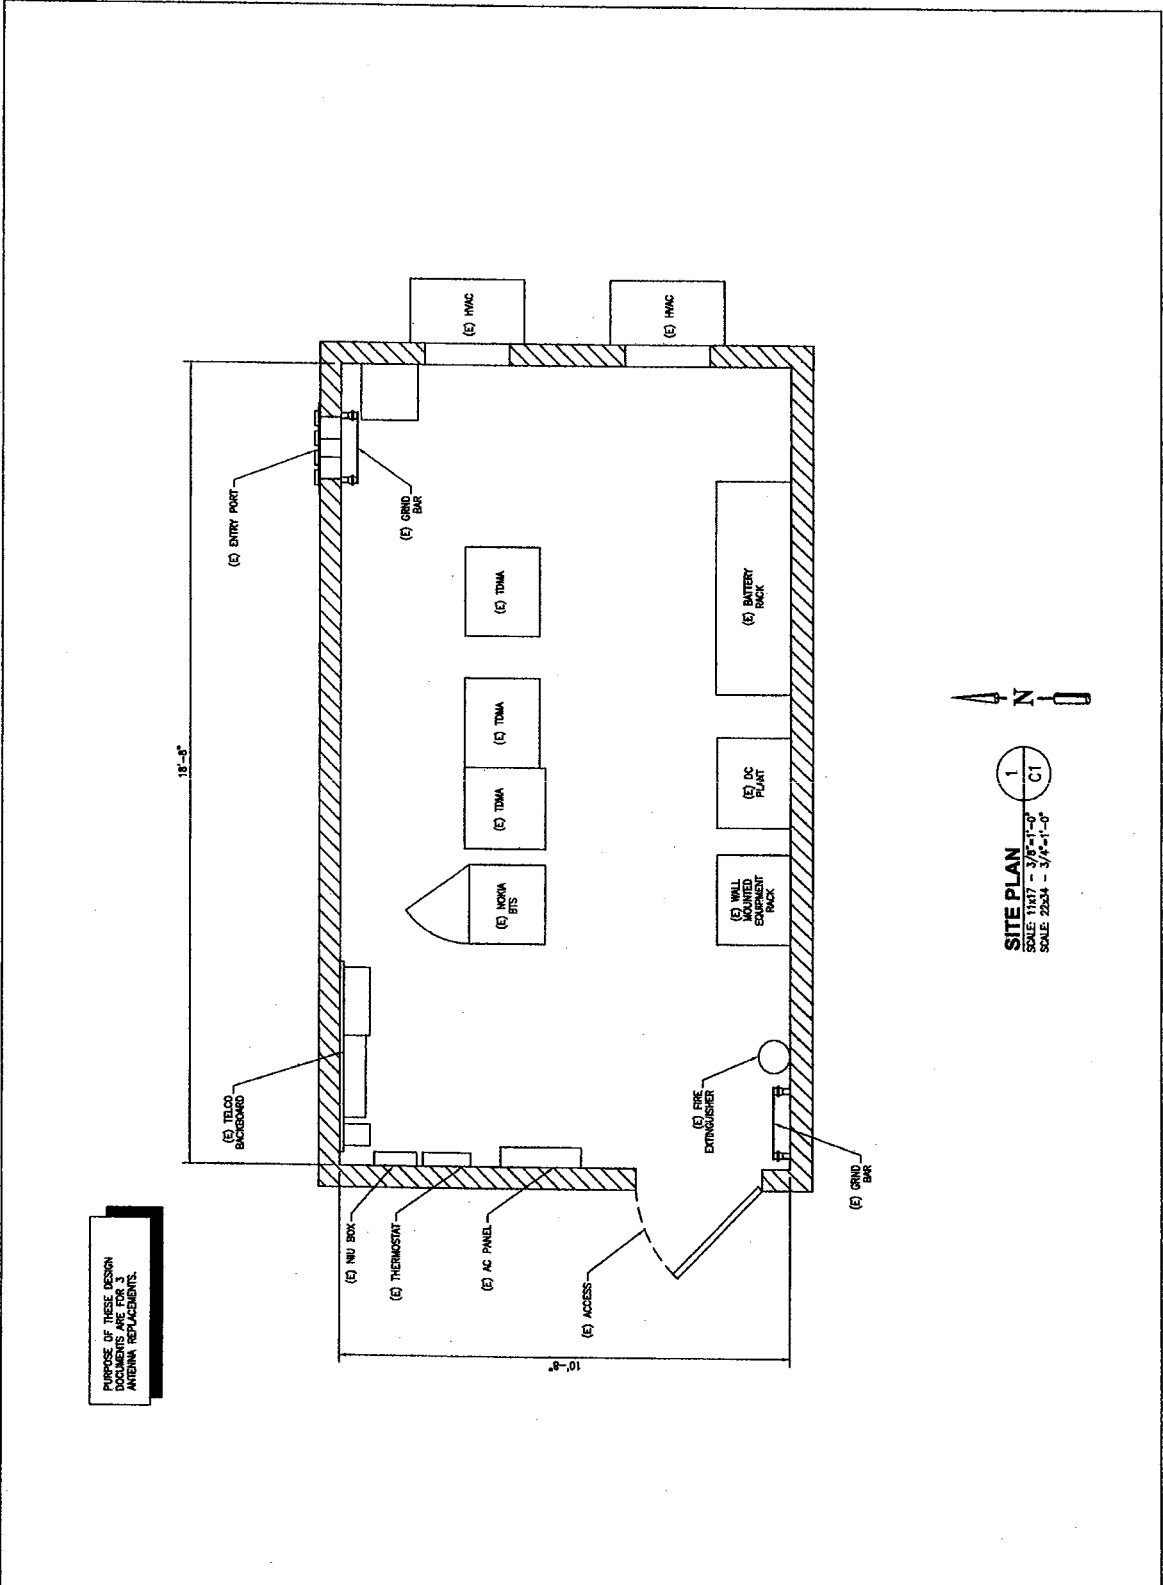 PURPOSE OF THESE DESIGN
DOCUMENTS ARE FOR 3
ANTENNA REPLACEMENTS.
18'-8"
10'-8"
(E) TELCO
BACKBOARD
(E) ENTRY PORT
(E) GRND
BAR
(E) NIU BOX
(E) THERMOSTAT
(E) AC PANEL
(E) ACCESS
(E) NOKIA
BTS
(E) TDMA
(E) TDMA
(E) TDMA
(E) HVAC
(E) HVAC
(E) FIRE
EXTINGUISHER
(E) GRND
BAR
(E) WALL
MOUNTED
EQUIPMENT
RACK
(E) DC
PLANT
(E) BATTERY
RACK
SITE PLAN
SCALE: 11x17 - 3/8"=1'-0"
SCALE: 22x34 - 3/4"=1'-0"
1
C1
N